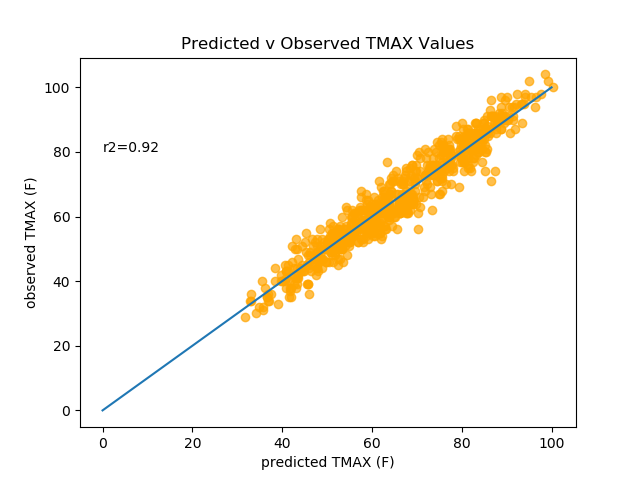 Predicted v Observed TMAX Values
100
80
60
40
20
0
observed TMAX (F)
r2=0.92
0 20 40 60 80 100
predicted TMAX (F)